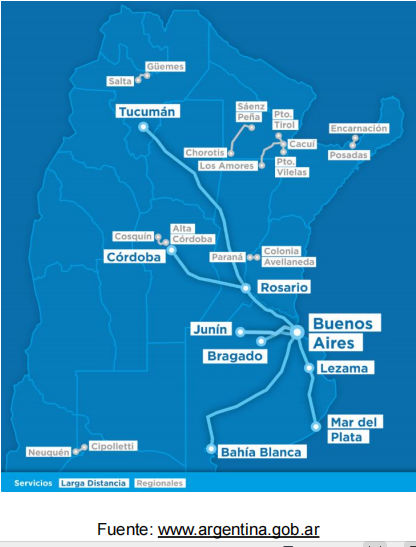 Güemes
Salta
Tucumán
Sáenz
Peña
Pto.
Tirol
Encarnación
Cacuí
Chorotis
Los Amores
Pto.
Vilelas
Posadas
Cosquín
Alta
Córdoba
Córdoba
Paraná
Colonia
Avellaneda
Rosario
Buenos
Aires
Junín
Bragado
Lezama
Mar del
Plata
Bahía Blanca
Cipolletti
Neuquén
Servicios Larga Distancia Regionales
Fuente: www.argentina.gob.ar